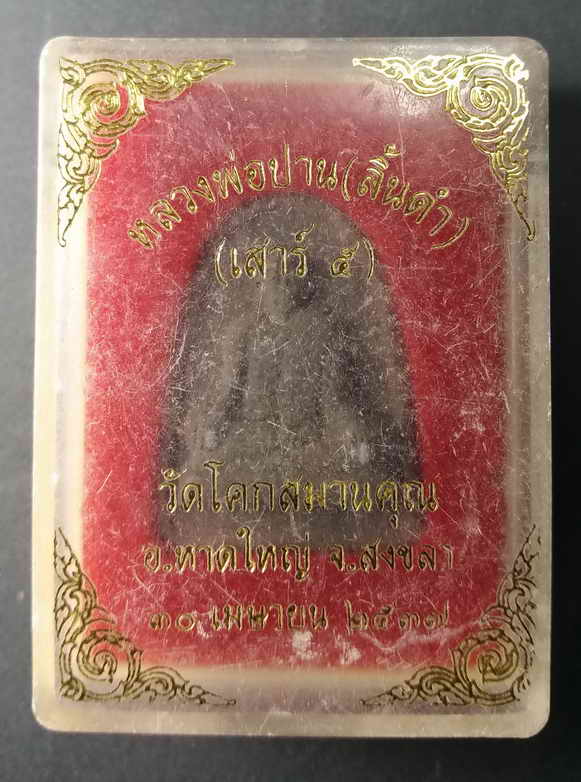 หลวงพ่อปาน(ลิ้นดำ)
(เสาร์ ๕)
วัดโคกสมานคุณ
อ.หาดใหญ่ จ.สงขลา
๓๐ เมษายน ๒๕๓๗